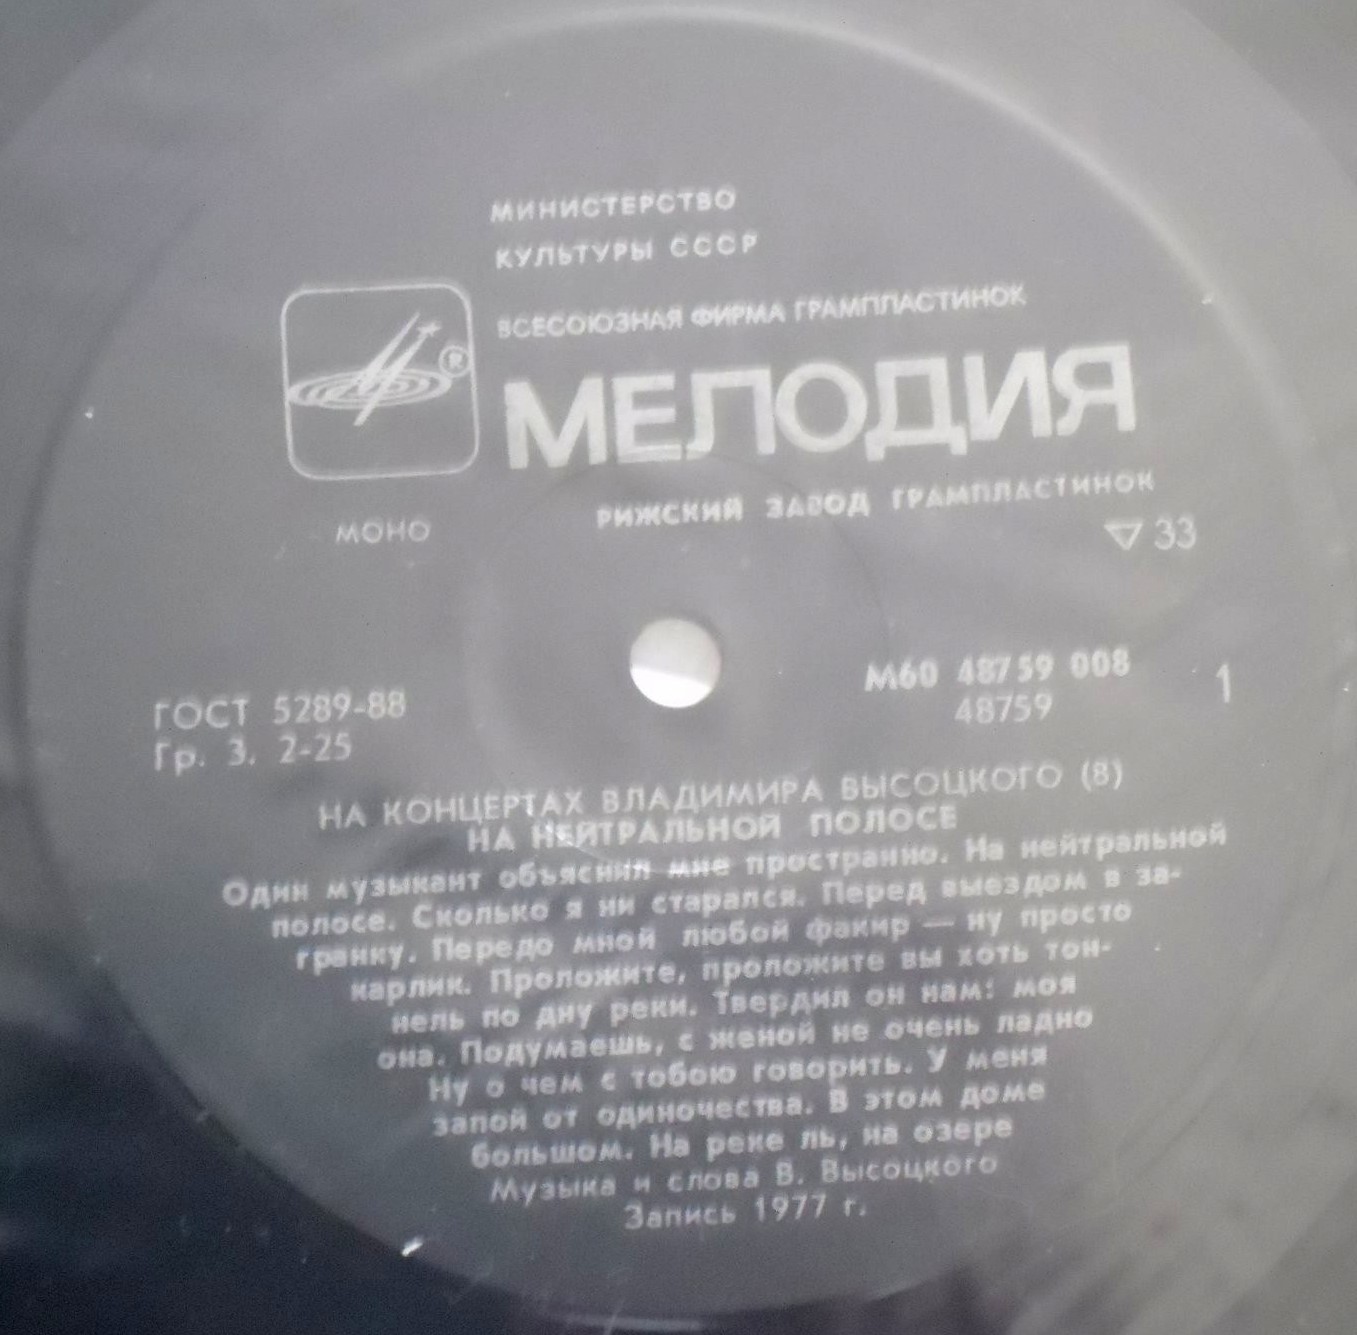 МИНИСТЕРСТВО
КУЛЬТУРЫ СССР
ВСЕСОЮЗНАЯ ФИРМА ГРАМПЛАСТИНОК
®
МЕЛОДИЯ
РИЖСКИЙ ЗАВОД ГРАМПЛАСТИНОК
МОНО
▽ 33
ГОСТ 5289-88
Гр. 3. 2-25
М60 48759 008
48759
1
НА КОНЦЕРТАХ ВЛАДИМИРА ВЫСОЦКОГО (8)
НА НЕЙТРАЛЬНОЙ ПОЛОСЕ
Один музыкант объяснил мне пространно. На нейтральной
полосе. Сколько я ни старался. Перед выездом в за-
гранку. Передо мной любой факир — ну просто
карлик. Проложите, проложите вы хоть тон-
нель по дну реки. Твердил он нам: моя
она. Подумаешь, с женой не очень ладно
Ну о чем с тобою говорить. У меня
запой от одиночества. В этом доме
большом. На реке ль, на озере
Музыка и слова В. Высоцкого
Запись 1977 г.